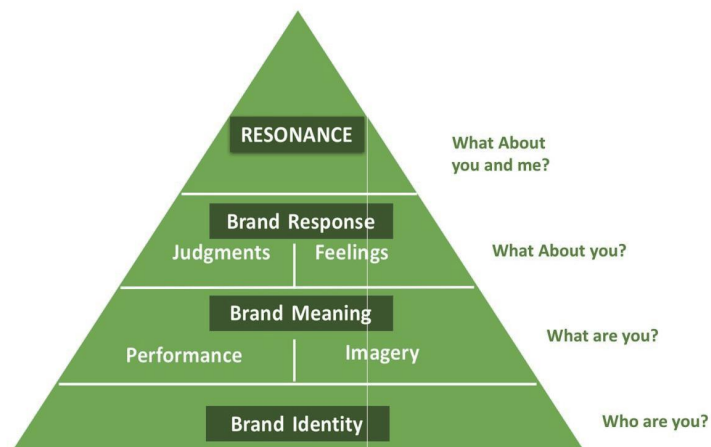 RESONANCE
What About
you and me?
Brand Response
Judgments Feelings
What About you?
Brand Meaning
Performance Imagery
What are you?
Brand Identity
Who are you?